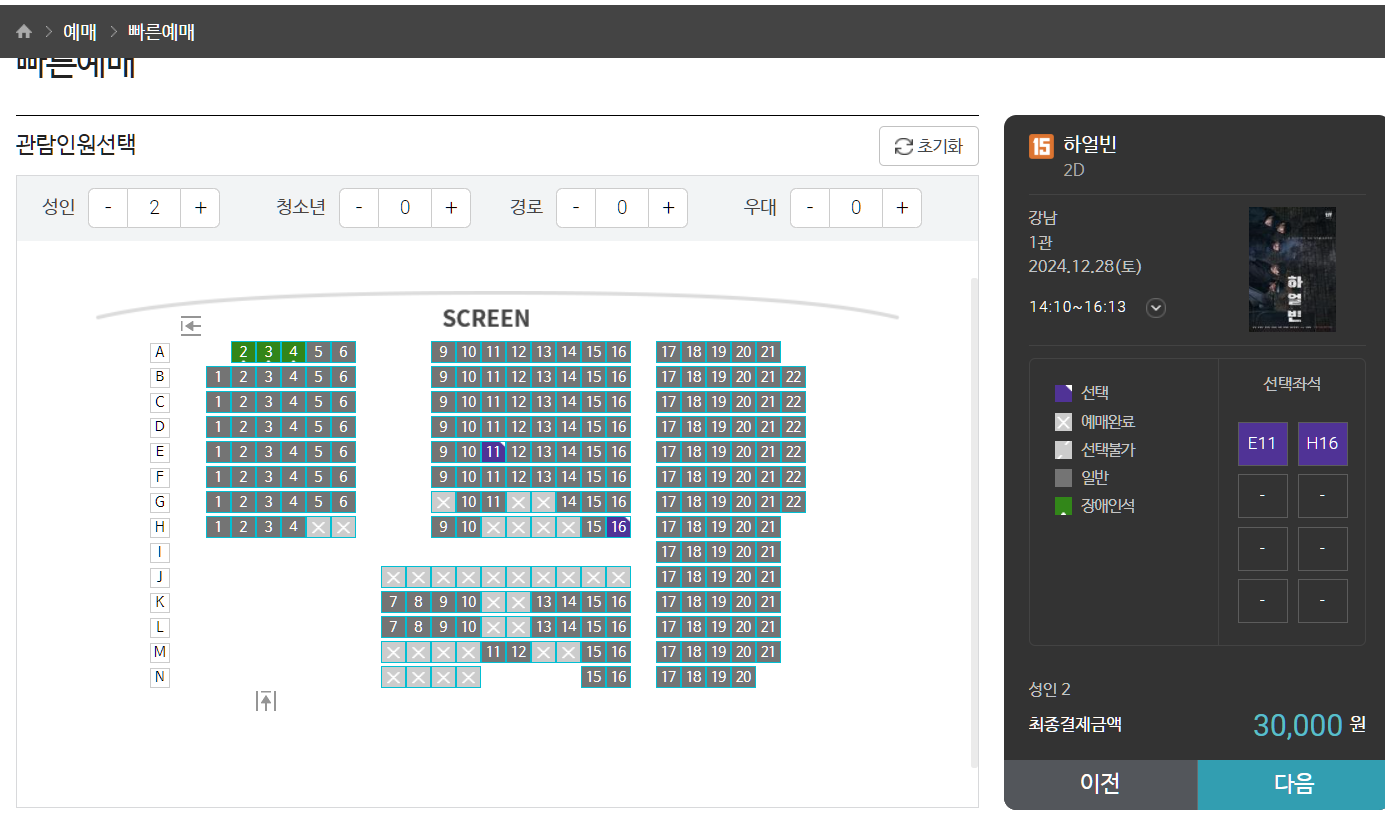 예매 빠른예매
빠른예매
관람인원선택
초기화
성인 - 2 + 청소년 - 0 + 경로 - 0 + 우대 - 0 +
SCREEN
A 2 3 4 5 6 9 10 11 12 13 14 15 16 17 18 19 20 21
B 1 2 3 4 5 6 9 10 11 12 13 14 15 16 17 18 19 20 21 22
C 1 2 3 4 5 6 9 10 11 12 13 14 15 16 17 18 19 20 21 22
D 1 2 3 4 5 6 9 10 11 12 13 14 15 16 17 18 19 20 21 22
E 1 2 3 4 5 6 9 10 11 12 13 14 15 16 17 18 19 20 21 22
F 1 2 3 4 5 6 9 10 11 12 13 14 15 16 17 18 19 20 21 22
G 1 2 3 4 5 6 10 11 14 15 16 17 18 19 20 21 22
H 1 2 3 4 9 10 15 16 17 18 19 20 21
I 17 18 19 20 21
J 17 18 19 20 21
K 7 8 9 10 13 14 15 16 17 18 19 20 21
L 7 8 9 10 13 14 15 16 17 18 19 20 21
M 11 12 15 16 17 18 19 20 21
N 15 16 17 18 19 20
15 하얼빈
2D
강남
1관
2024.12.28(토)
14:10~16:13
하
얼
빈
선택
예매완료
선택불가
일반
장애인석
선택좌석
E11 H16
- -
- -
- -
성인 2
최종결제금액 30,000 원
이전 다음